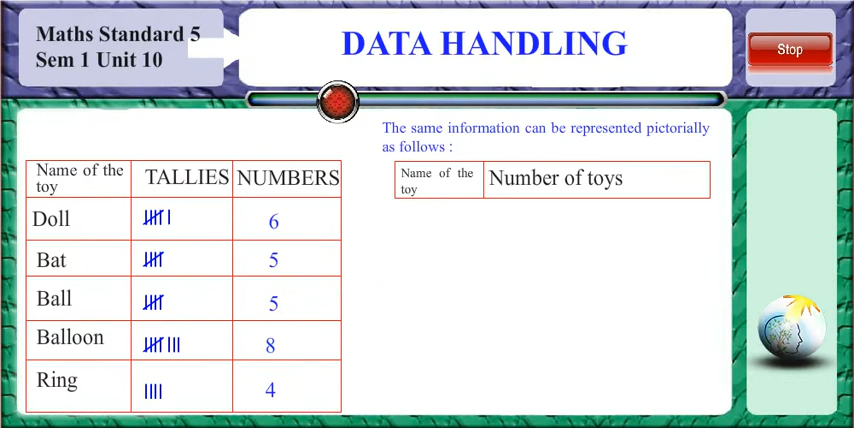 Maths Standard 5
Sem 1 Unit 10
DATA HANDLING
Stop
The same information can be represented pictorially
as follows :
Name of the
toy
TALLIES
NUMBERS
Doll
6
Bat
5
Ball
5
Balloon
8
Ring
4
Name of the
toy
Number of toys